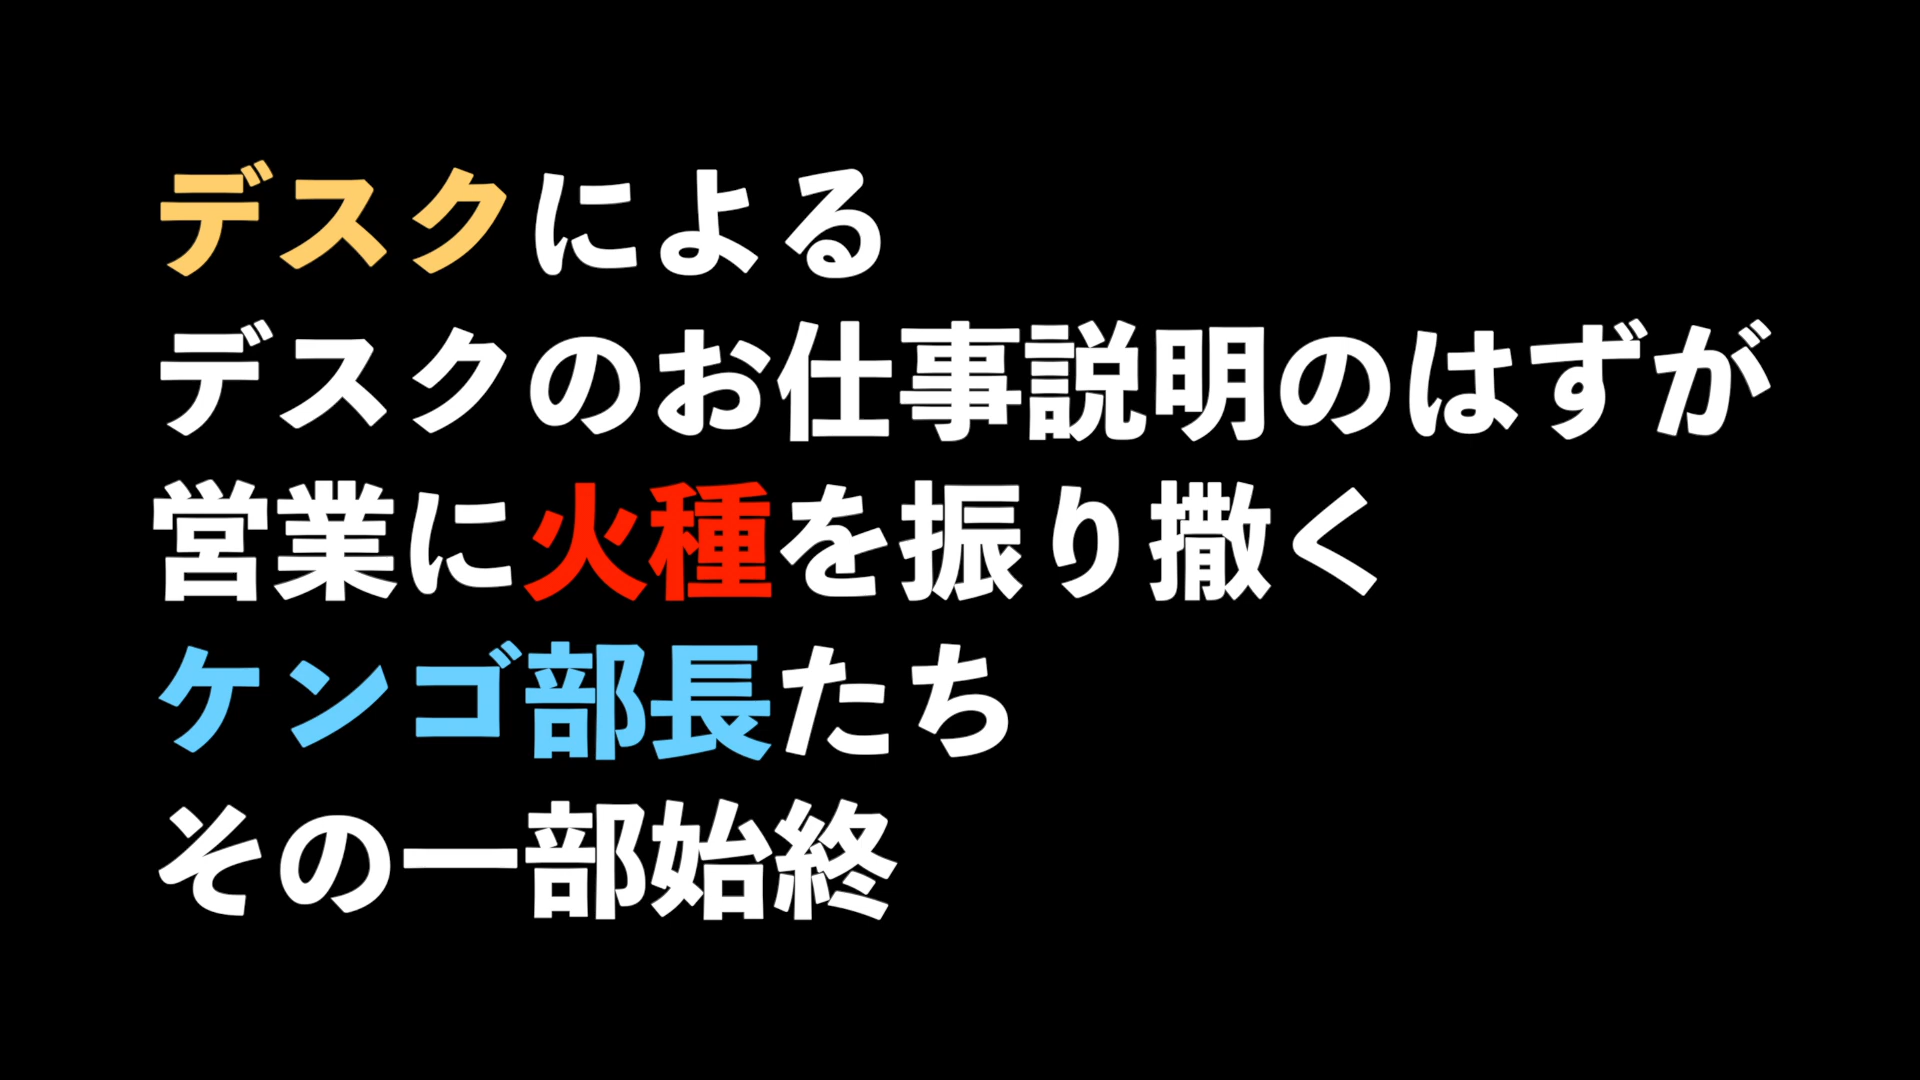 デスクによる
デスクのお仕事説明のはずが
営業に火種を振り撒く
ケンゴ部長たち
その一部始終